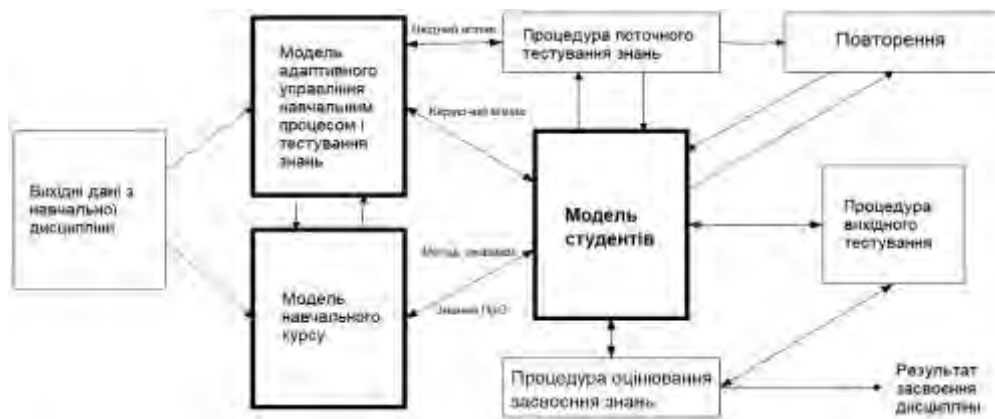 Модель
адаптивного
управління
навчальним
процесом і
тестування
знань
Процедура поточного
тестування знань
Повторення
Вихідні дані з
навчальної
дисципліни
Модель
студентів
Процедура
вихідного
тестування
Модель
навчального
курсу
Процедура оцінювання
засвоєння знань
Результат
засвоєння
дисципліни